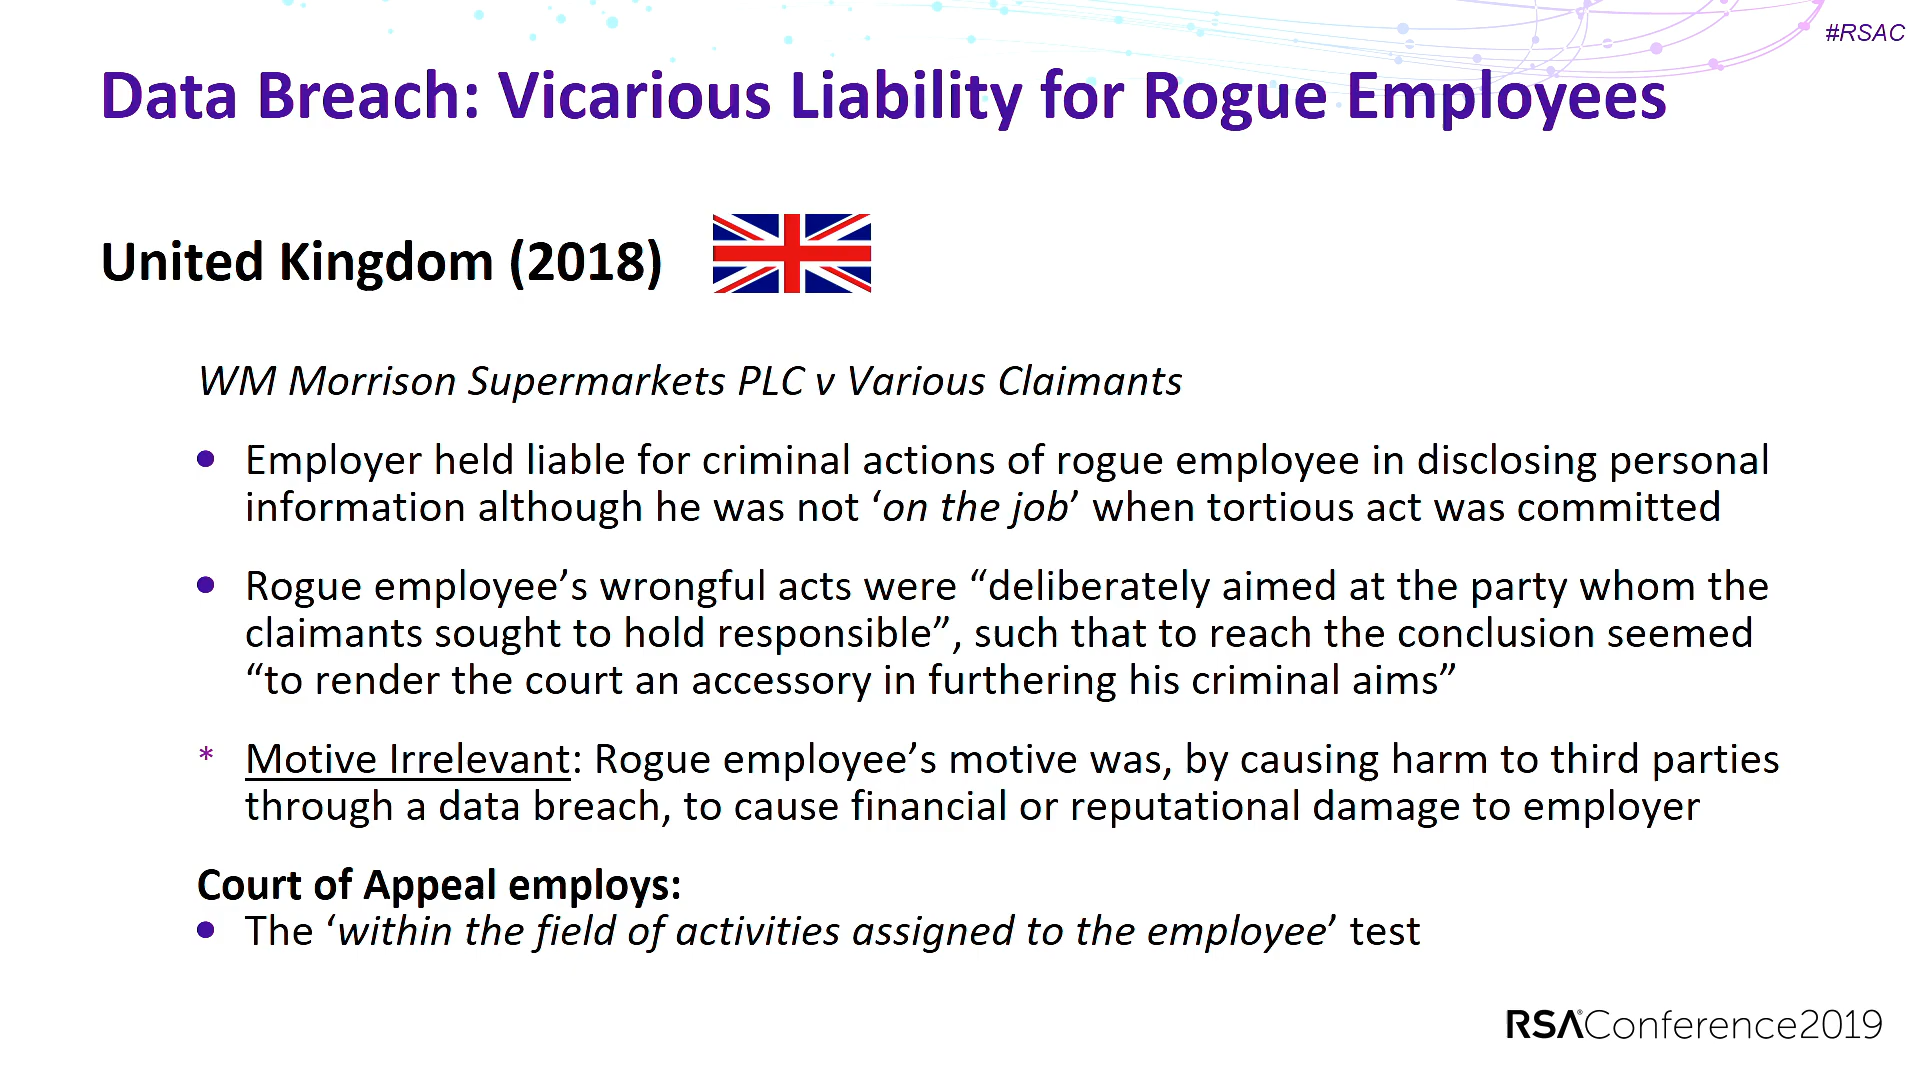 #RSAC
Data Breach: Vicarious Liability for Rogue Employees
United Kingdom (2018)
WM Morrison Supermarkets PLC v Various Claimants
• Employer held liable for criminal actions of rogue employee in disclosing personal
information although he was not ‘on the job’ when tortious act was committed
• Rogue employee’s wrongful acts were “deliberately aimed at the party whom the
claimants sought to hold responsible”, such that to reach the conclusion seemed
“to render the court an accessory in furthering his criminal aims”
* Motive Irrelevant: Rogue employee’s motive was, by causing harm to third parties
through a data breach, to cause financial or reputational damage to employer
Court of Appeal employs:
• The ‘within the field of activities assigned to the employee’ test
RSA®Conference2019